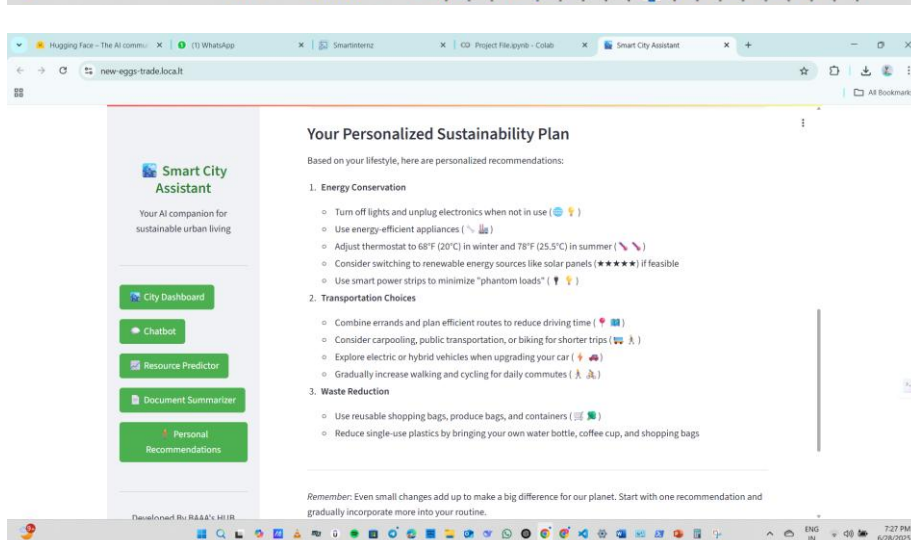 Hugging Face – The AI commu
(1) WhatsApp
Smartinternz
Project File.ipynb - Colab
Smart City Assistant
new-eggs-trade.loca.lt
All Bookmarks
Smart City
Assistant
Your AI companion for
sustainable urban living
City Dashboard
Chatbot
Resource Predictor
Document Summarizer
Personal
Recommendations
Developed By RAAA's HUB
Your Personalized Sustainability Plan
Based on your lifestyle, here are personalized recommendations:
1. Energy Conservation
Turn off lights and unplug electronics when not in use (🌐 💡)
Use energy-efficient appliances (
Adjust thermostat to 68°F (20°C) in winter and 78°F (25.5°C) in summer (
Consider switching to renewable energy sources like solar panels (★★★★★) if feasible
Use smart power strips to minimize "phantom loads" (
2. Transportation Choices
Combine errands and plan efficient routes to reduce driving time (
Consider carpooling, public transportation, or biking for shorter trips (
Explore electric or hybrid vehicles when upgrading your car (
Gradually increase walking and cycling for daily commutes (
3. Waste Reduction
Use reusable shopping bags, produce bags, and containers (
Reduce single-use plastics by bringing your own water bottle, coffee cup, and shopping bags
Remember: Even small changes add up to make a big difference for our planet. Start with one recommendation and
gradually incorporate more into your routine.
ENG
IN
7:27 PM
6/28/2025